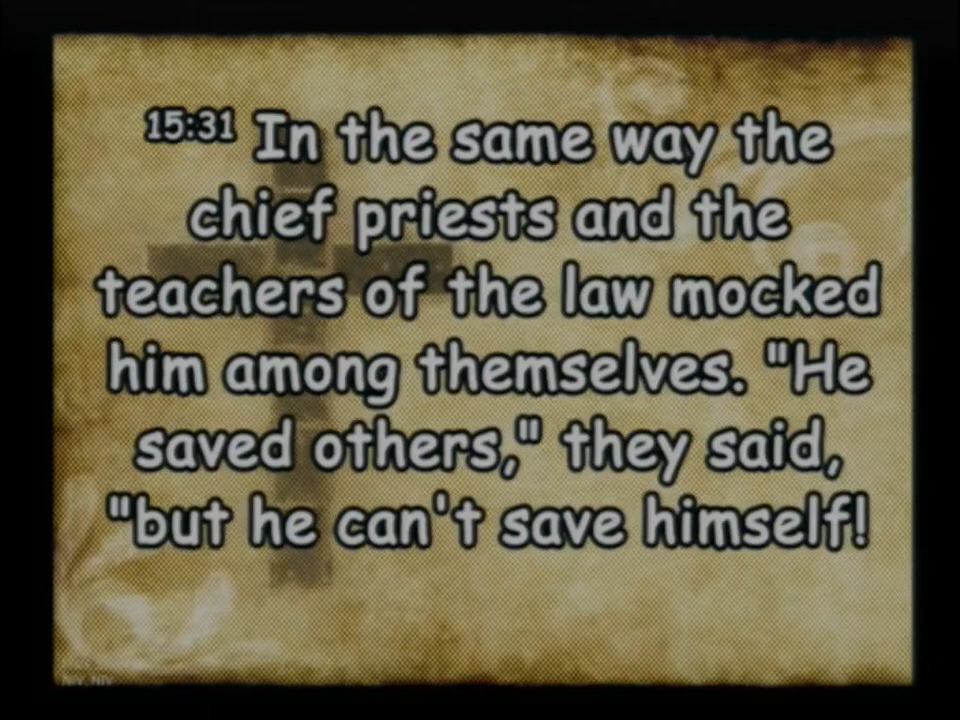 15:31 In the same way the
chief priests and the
teachers of the law mocked
him among themselves. "He
saved others," they said,
"but he can't save himself!